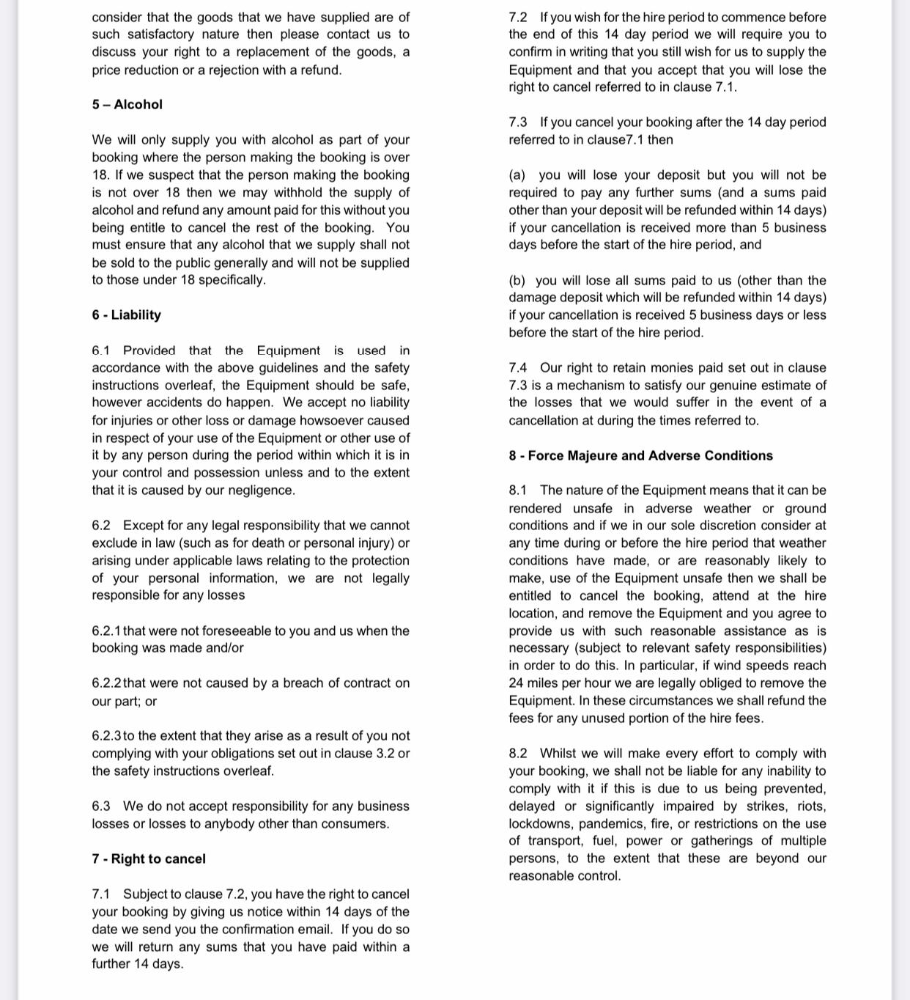 consider that the goods that we have supplied are of
such satisfactory nature then please contact us to
discuss your right to a replacement of the goods, a
price reduction or a rejection with a refund.
5 – Alcohol
We will only supply you with alcohol as part of your
booking where the person making the booking is over
18. If we suspect that the person making the booking
is not over 18 then we may withhold the supply of
alcohol and refund any amount paid for this without you
being entitle to cancel the rest of the booking. You
must ensure that any alcohol that we supply shall not
be sold to the public generally and will not be supplied
to those under 18 specifically.
6 - Liability
6.1 Provided that the Equipment is used in
accordance with the above guidelines and the safety
instructions overleaf, the Equipment should be safe,
however accidents do happen. We accept no liability
for injuries or other loss or damage howsoever caused
in respect of your use of the Equipment or other use of
it by any person during the period within which it is in
your control and possession unless and to the extent
that it is caused by our negligence.
6.2 Except for any legal responsibility that we cannot
exclude in law (such as for death or personal injury) or
arising under applicable laws relating to the protection
of your personal information, we are not legally
responsible for any losses
6.2.1 that were not foreseeable to you and us when the
booking was made and/or
6.2.2 that were not caused by a breach of contract on
our part; or
6.2.3 to the extent that they arise as a result of you not
complying with your obligations set out in clause 3.2 or
the safety instructions overleaf.
6.3 We do not accept responsibility for any business
losses or losses to anybody other than consumers.
7 - Right to cancel
7.1 Subject to clause 7.2, you have the right to cancel
your booking by giving us notice within 14 days of the
date we send you the confirmation email. If you do so
we will return any sums that you have paid within a
further 14 days.
7.2 If you wish for the hire period to commence before
the end of this 14 day period we will require you to
confirm in writing that you still wish for us to supply the
Equipment and that you accept that you will lose the
right to cancel referred to in clause 7.1.
7.3 If you cancel your booking after the 14 day period
referred to in clause7.1 then
(a) you will lose your deposit but you will not be
required to pay any further sums (and a sums paid
other than your deposit will be refunded within 14 days)
if your cancellation is received more than 5 business
days before the start of the hire period, and
(b) you will lose all sums paid to us (other than the
damage deposit which will be refunded within 14 days)
if your cancellation is received 5 business days or less
before the start of the hire period.
7.4 Our right to retain monies paid set out in clause
7.3 is a mechanism to satisfy our genuine estimate of
the losses that we would suffer in the event of a
cancellation at during the times referred to.
8 - Force Majeure and Adverse Conditions
8.1 The nature of the Equipment means that it can be
rendered unsafe in adverse weather or ground
conditions and if we in our sole discretion consider at
any time during or before the hire period that weather
conditions have made, or are reasonably likely to
make, use of the Equipment unsafe then we shall be
entitled to cancel the booking, attend at the hire
location, and remove the Equipment and you agree to
provide us with such reasonable assistance as is
necessary (subject to relevant safety responsibilities)
in order to do this. In particular, if wind speeds reach
24 miles per hour we are legally obliged to remove the
Equipment. In these circumstances we shall refund the
fees for any unused portion of the hire fees.
8.2 Whilst we will make every effort to comply with
your booking, we shall not be liable for any inability to
comply with it if this is due to us being prevented,
delayed or significantly impaired by strikes, riots,
lockdowns, pandemics, fire, or restrictions on the use
of transport, fuel, power or gatherings of multiple
persons, to the extent that these are beyond our
reasonable control.